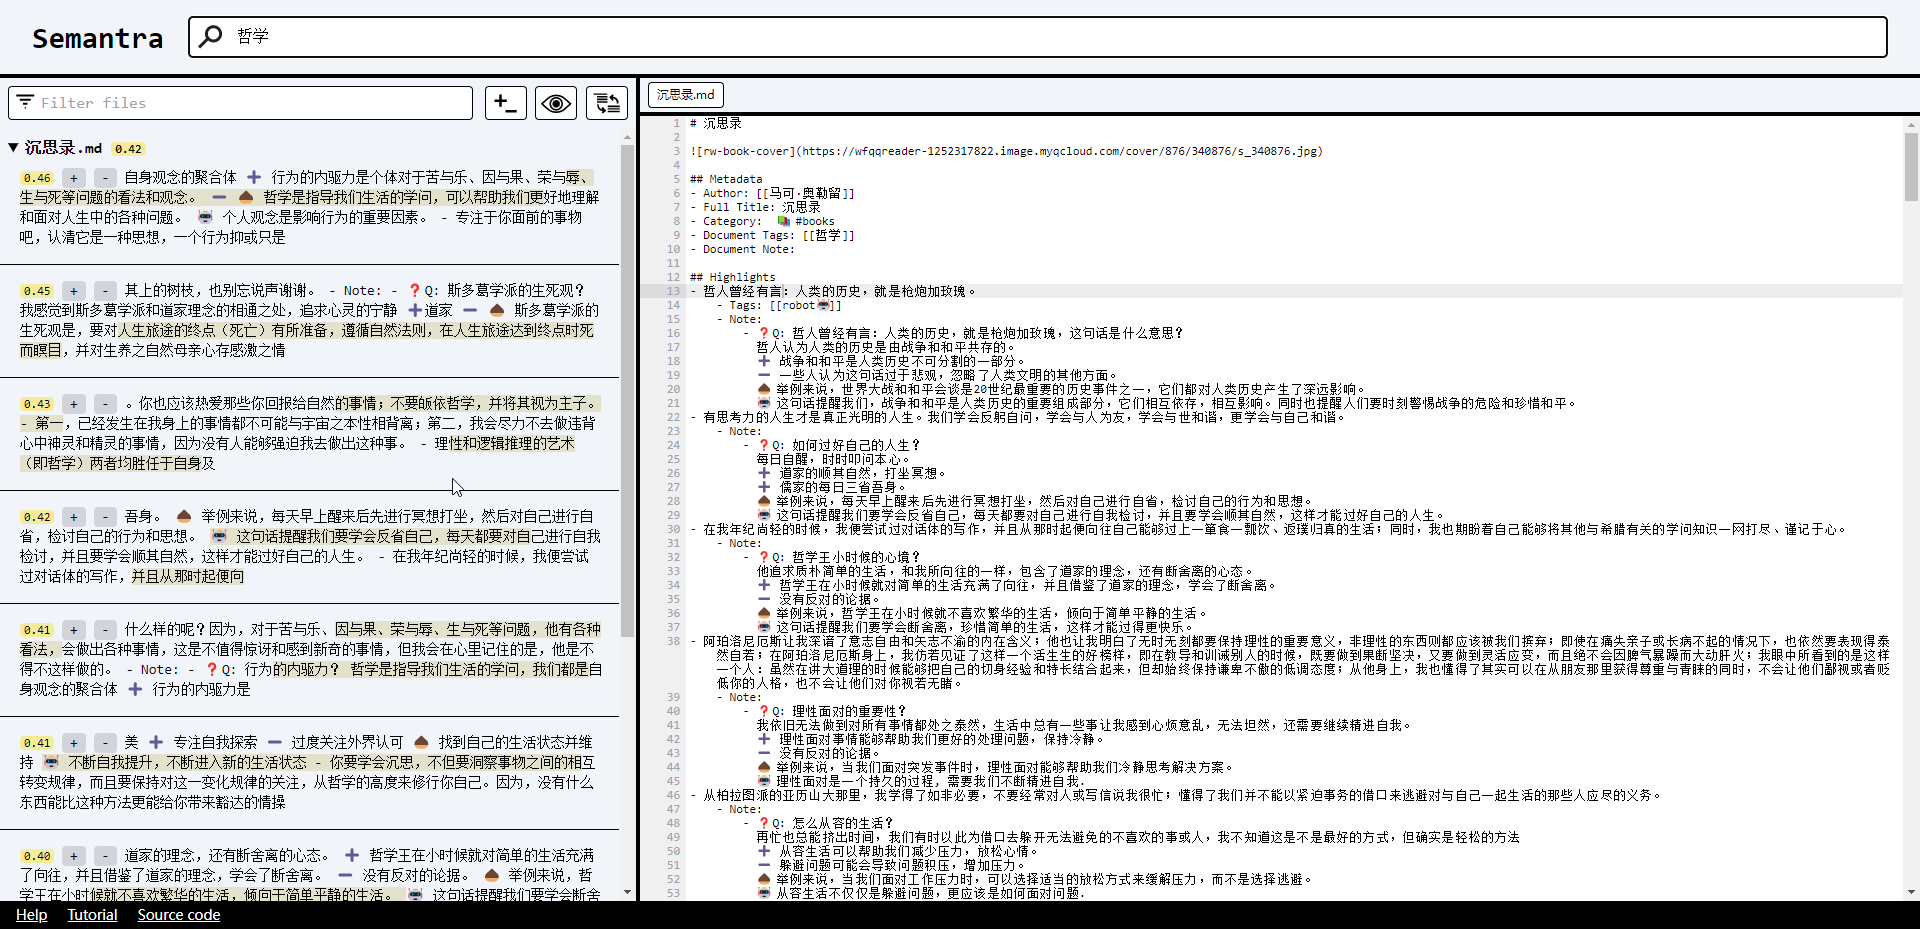 Semantra
哲学
Filter files
沉思录.md 0.42
0.46 + - 自身观念的聚合体 ➕ 行为的内驱力是个体对于苦与乐、因与果、荣与辱、
生与死等问题的看法和观念。 ➖ 🌰 哲学是指导我们生活的学问，可以帮助我们更好地理解
和面对人生中的各种问题。 🤖 个人观念是影响行为的重要因素。 - 专注于你面前的事物
吧，认清它是一种思想，一个行为抑或只是
0.45 + - 其上的树枝，也别忘说声谢谢。 - Note: - ❓Q: 斯多葛学派的生死观？
我感觉到斯多葛学派和道家理念的相通之处，追求心灵的宁静 ➕道家 ➖ 🌰 斯多葛学派的
生死观是，要对人生旅途的终点（死亡）有所准备，遵循自然法则，在人生旅途达到终点时死
而瞑目，并对生养之自然母亲心存感激之情
0.43 + - 。你也应该热爱那些你回报给自然的事情；不要皈依哲学，并将其视为主子。
- 第一，已经发生在我身上的事情都不可能与宇宙之本性相背离；第二，我会尽力不去做违背
心中神灵和精灵的事情，因为没有人能够强迫我去做出这种事。 - 理性和逻辑推理的艺术
（即哲学）两者均胜任于自身及
0.42 + - 吾身。 🌰 举例来说，每天早上醒来后先进行冥想打坐，然后对自己进行自
省，检讨自己的行为和思想。 🤖 这句话提醒我们要学会反省自己，每天都要对自己进行自我
检讨，并且要学会顺其自然，这样才能过好自己的人生。 - 在我年纪尚轻的时候，我便尝试
过对话体的写作，并且从那时起便向
0.41 + - 什么样的呢？因为，对于苦与乐、因与果、荣与辱、生与死等问题，他有各种
看法，会做出各种事情，这是不值得惊讶和感到新奇的事情，但我会在心里记住的是，他是不
得不这样做的。 - Note: - ❓Q: 行为的内驱力？ 哲学是指导我们生活的学问，我们都是自
身观念的聚合体 ➕ 行为的内驱力是
0.41 + - 美 ➕ 专注自我探索 ➖ 过度关注外界认可 🌰 找到自己的生活状态并维
持 🤖 不断自我提升，不断进入新的生活状态 - 你要学会沉思，不但要洞察事物之间的相互
转变规律，而且要保持对这一变化规律的关注，从哲学的高度来修行你自己。因为，没有什么
东西能比这种方法更能给你带来豁达的情操
0.40 + - 道家的理念，还有断舍离的心态。 ➕ 哲学王在小时候就对简单的生活充满
了向往，并且借鉴了道家的理念，学会了断舍离。 ➖ 没有反对的论据。 🌰 举例来说，哲
学王在小时候就不喜欢繁华的生活，倾向于简单平静的生活。 🤖 这句话提醒我们要学会断舍
沉思录.md
1 # 沉思录
2
3 ![rw-book-cover](https://wfqqreader-1252317822.image.myqcloud.com/cover/876/340876/s_340876.jpg)
4
5 ## Metadata
6 - Author: [[马可·奥勒留]]
7 - Full Title: 沉思录
8 - Category: 📚 #books
9 - Document Tags: [[哲学]]
10 - Document Note:
11
12 ## Highlights
13 - 哲人曾经有言：人类的历史，就是枪炮加玫瑰。
14 - Tags: [[robot🤖]]
15 - Note:
16 - ❓Q: 哲人曾经有言：人类的历史，就是枪炮加玫瑰，这句话是什么意思？
17 哲人认为人类的历史是由战争和和平共存的。
18 ➕ 战争和和平是人类历史不可分割的一部分。
19 ➖ 一些人认为这句话过于悲观，忽略了人类文明的其他方面。
20 🌰 举例来说，世界大战和和平会谈是20世纪最重要的历史事件之一，它们都对人类历史产生了深远影响。
21 🤖 这句话提醒我们，战争和和平是人类历史的重要组成部分，它们相互依存，相互影响。同时也提醒人们要时刻警惕战争的危险和珍惜和平。
22 - 有思考力的人生才是真正光明的人生。我们学会反躬自问，学会与人为友，学会与世和谐，更学会与自己和谐。
23 - Note:
24 - ❓Q: 如何过好自己的人生？
25 每日自醒，时时叩问本心。
26 ➕ 道家的顺其自然，打坐冥想。
27 ➕ 儒家的每日三省吾身。
28 🌰 举例来说，每天早上醒来后先进行冥想打坐，然后对自己进行自省，检讨自己的行为和思想。
29 🤖 这句话提醒我们要学会反省自己，每天都要对自己进行自我检讨，并且要学会顺其自然，这样才能过好自己的人生。
30 - 在我年纪尚轻的时候，我便尝试过对话体的写作，并且从那时起便向往自己能够过上一箪食一瓢饮、返璞归真的生活；同时，我也期盼着自己能够将其他与希腊有关的学问知识一网打尽、谨记于心。
31 - Note:
32 - ❓Q: 哲学王小时候的心境？
33 他追求质朴简单的生活，和我所向往的一样，包含了道家的理念，还有断舍离的心态。
34 ➕ 哲学王在小时候就对简单的生活充满了向往，并且借鉴了道家的理念，学会了断舍离。
35 ➖ 没有反对的论据。
36 🌰 举例来说，哲学王在小时候就不喜欢繁华的生活，倾向于简单平静的生活。
37 🤖 这句话提醒我们要学会断舍离，珍惜简单的生活，这样才能过得更快乐。
38 - 阿珀洛尼厄斯让我深谙了意志自由和矢志不渝的内在含义；他也让我明白了无时无刻都要保持理性的重要意义，非理性的东西则都应该被我们摈弃；即使在痛失亲子或长病不起的情况下，也依然要表现得泰
然自若；在阿珀洛尼厄斯身上，我仿若见证了这样一个活生生的好榜样，即在教导和训诫别人的时候，既要做到果断坚决，又要做到灵活应变，而且绝不会因脾气暴躁而大动肝火；我眼中所看到的是这样
一个人：虽然在讲大道理的时候能够把自己的切身经验和特长结合起来，但却始终保持谦卑不傲的低调态度；从他身上，我也懂得了其实可以在从朋友那里获得尊重与青睐的同时，不会让他们鄙视或者贬
低你的人格，也不会让他们对你视若无睹。
39 - Note:
40 - ❓Q: 理性面对的重要性？
41 我依旧无法做到对所有事情都处之泰然，生活中总有一些事让我感到心烦意乱，无法坦然，还需要继续精进自我。
42 ➕ 理性面对事情能够帮助我们更好的处理问题，保持冷静。
43 ➖ 没有反对的论据。
44 🌰 举例来说，当我们面对突发事件时，理性面对能够帮助我们冷静思考解决方案。
45 🤖 理性面对是一个持久的过程，需要我们不断精进自我.
46 - 从柏拉图派的亚历山大那里，我学得了如非必要，不要经常对人或写信说我很忙；懂得了我们并不能以紧迫事务的借口来逃避对与自己一起生活的那些人应尽的义务。
47 - Note:
48 - ❓Q: 怎么从容的生活？
49 再忙也总能挤出时间，我们有时以此为借口去躲开无法避免的不喜欢的事或人，我不知道这是不是最好的方式，但确实是轻松的方法
50 ➕ 从容生活可以帮助我们减少压力，放松心情。
51 ➖ 躲避问题可能会导致问题积压，增加压力。
52 🌰 举例来说，当我们面对工作压力时，可以选择适当的放松方式来缓解压力，而不是选择逃避。
53 🤖 从容生活不仅仅是躲避问题，更应该是如何面对问题.
Help Tutorial Source code